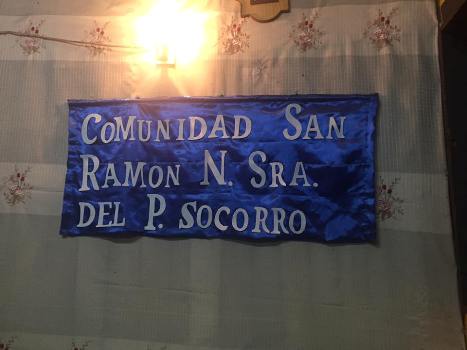 COMUNIDAD SAN
RAMON N. SRA.
DEL P. SOCORRO